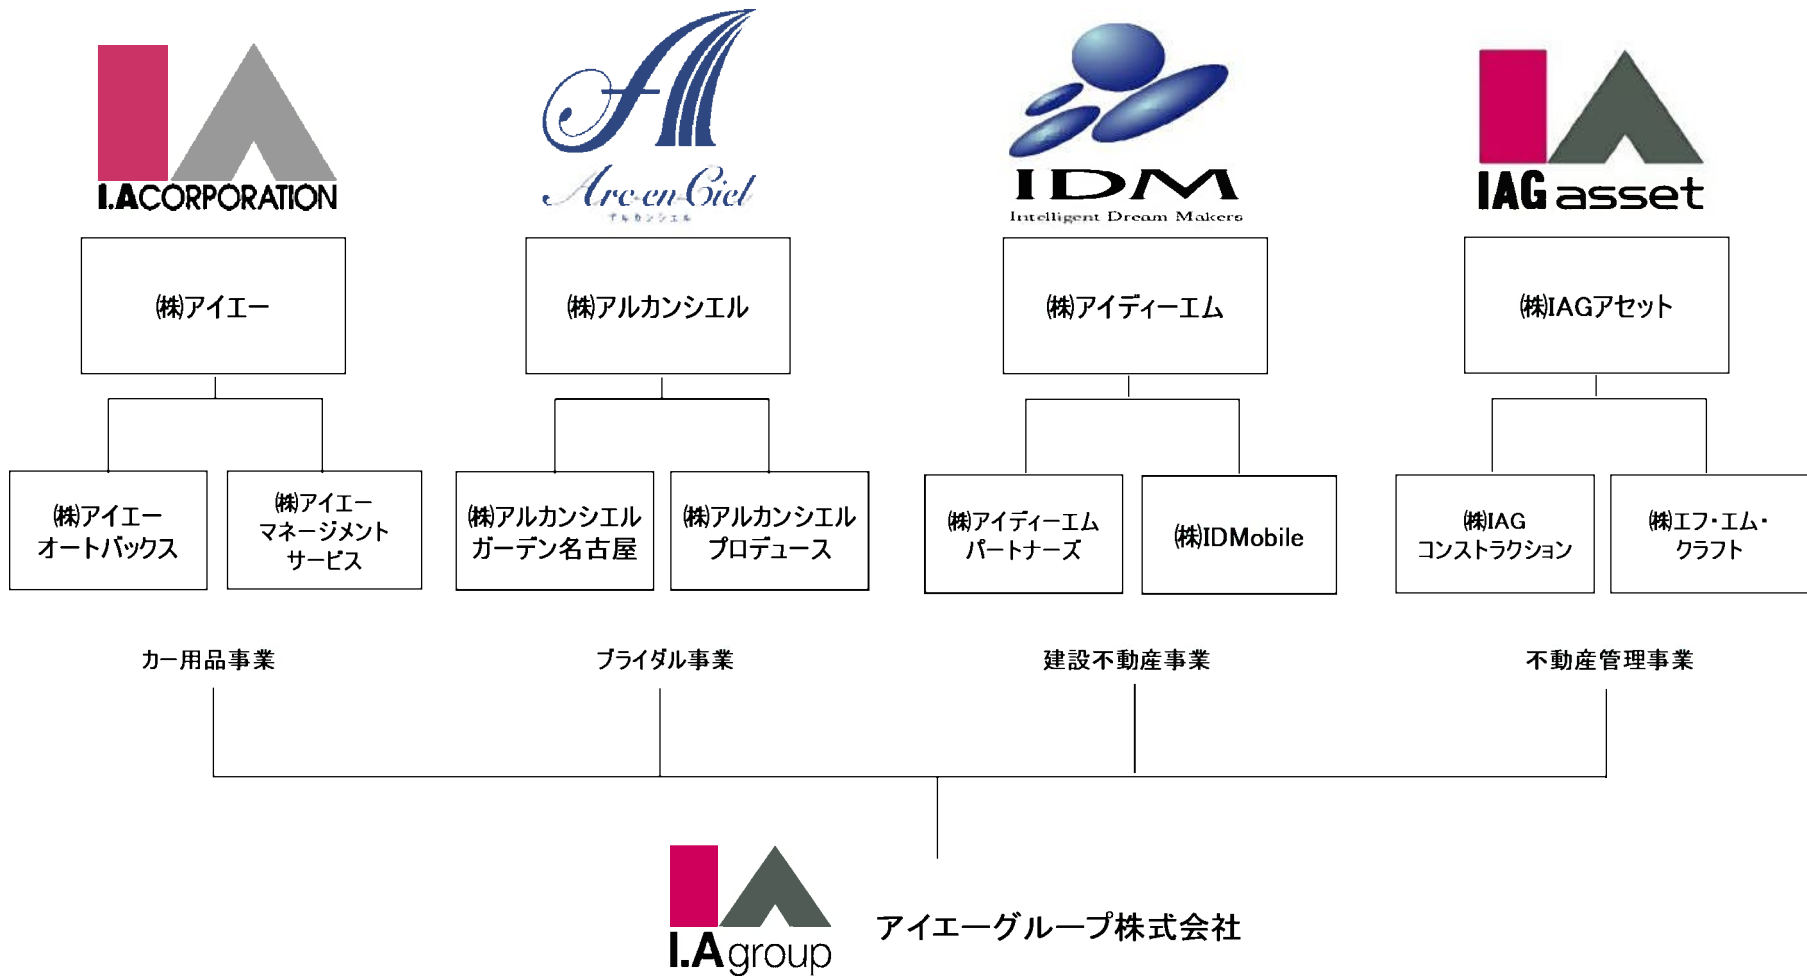 I.A CORPORATION
Arc-en-Ciel
アルカンシエル
IDM
Intelligent Dream Makers
IAG asset
㈱アイエー
㈱アルカンシエル
㈱アイディーエム
㈱IAGアセット
㈱アイエー
オートバックス
㈱アイエー
マネージメント
サービス
㈱アルカンシエル
ガーデン名古屋
㈱アルカンシエル
プロデュース
㈱アイディーエム
パートナーズ
㈱IDMobile
㈱IAG
コンストラクション
㈱エフ・エム・
クラフト
カー用品事業
ブライダル事業
建設不動産事業
不動産管理事業
I.A group
アイエーグループ株式会社